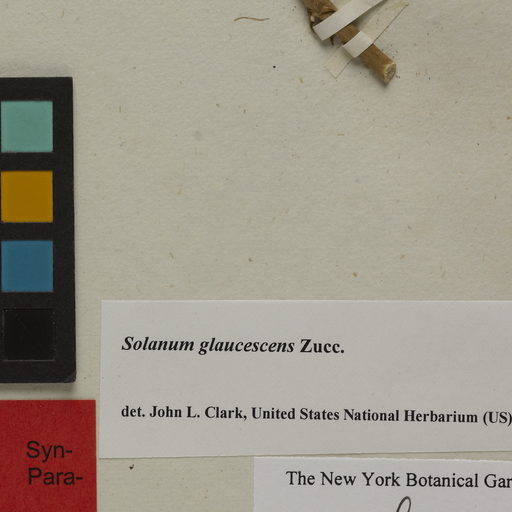 Solanum glaucescens Zucc.
det. John L. Clark, United States National Herbarium (US)
Syn-
Para-
The New York Botanical Gar